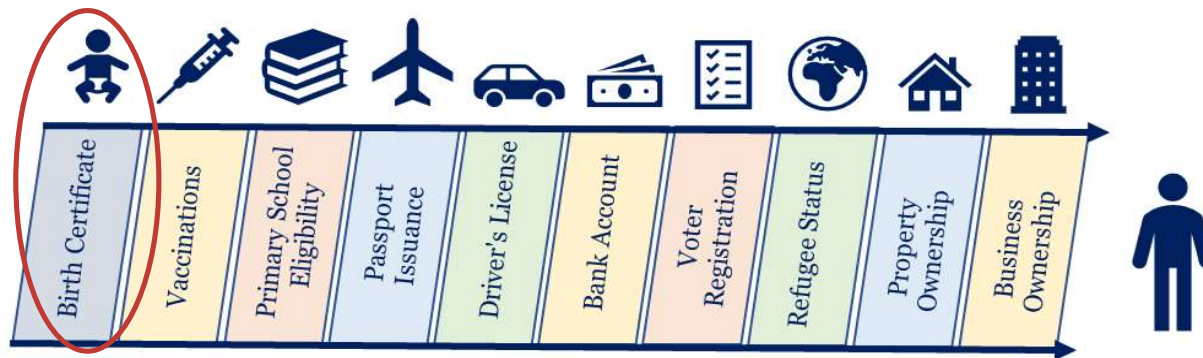 Birth Certificate
Vaccinations
Primary School
Eligibility
Passport
Issuance
Driver's License
Bank Account
Voter
Registration
Refugee Status
Property
Ownership
Business
Ownership